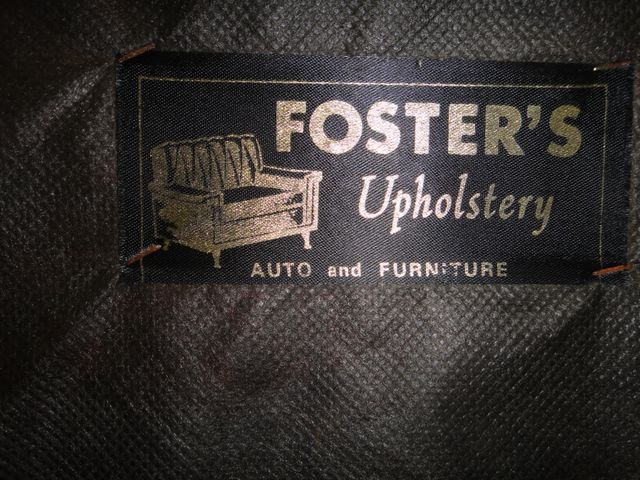 FOSTER'S
Upholstery
AUTO and FURNITURE